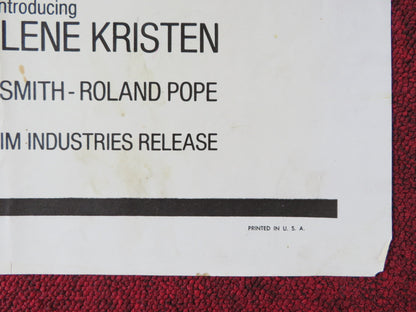 introducing
LENE KRISTEN
SMITH - ROLAND POPE
IM INDUSTRIES RELEASE
PRINTED IN U. S. A.